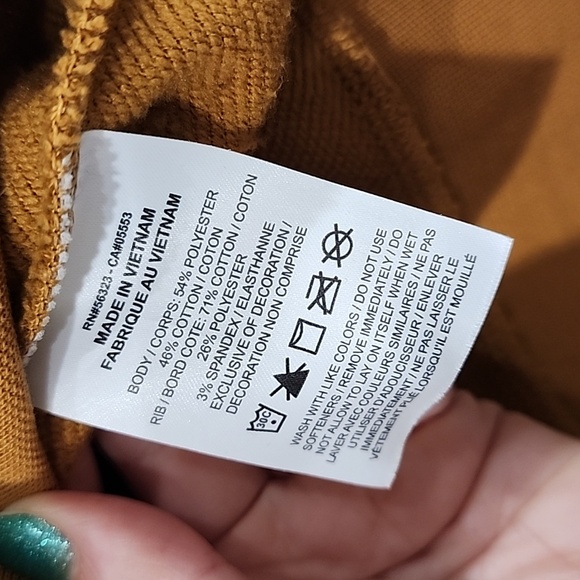 RN#56323 - CA#05553
MADE IN VIETNAM
FABRIQUE AU VIETNAM
BODY / CORPS: 54% POLYESTER
46% COTTON / COTON
RIB / BORD COTE: 71% COTTON / COTON
26% POLYESTER
3% SPANDEX / ELASTHANNE
EXCLUSIVE OF DECORATION /
DECORATION NON COMPRISE
30C
WASH WITH LIKE COLORS / DO NOT USE
SOFTENERS / REMOVE IMMEDIATELY / DO
NOT ALLOW TO LAY ON ITSELF WHEN WET
LAVER AVEC COULEURS SIMILAIRES / NE PAS
UTILISER D'ADOUCISSEUR / ENLEVER
IMMEDIATEMENT / NE PAS LAISSER LE
VÊTEMENT PLIÉ LORSQU'IL EST MOUILLÉ